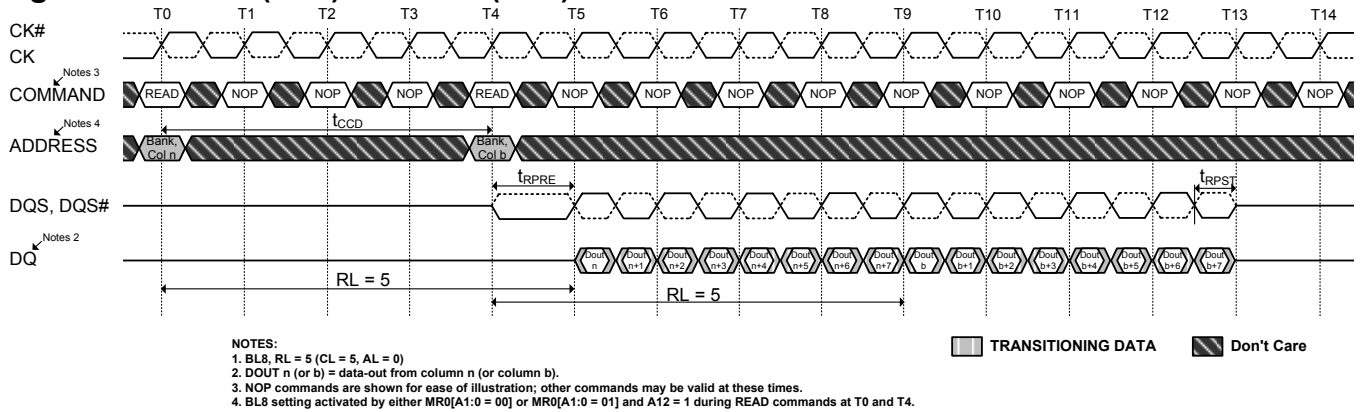 T0 T1 T2 T3 T4 T5 T6 T7 T8 T9 T10 T11 T12 T13 T14
CK#
CK
Notes 3
COMMAND READ NOP NOP NOP READ NOP NOP NOP NOP NOP NOP NOP NOP NOP NOP
Notes 4
tCCD
ADDRESS Bank, Col n Bank, Col b
tRPRE tRPST
DQS, DQS#
Notes 2
DQ Dout n Dout n+1 Dout n+2 Dout n+3 Dout n+4 Dout n+5 Dout n+6 Dout n+7 Dout b Dout b+1 Dout b+2 Dout b+3 Dout b+4 Dout b+5 Dout b+6 Dout b+7
RL = 5 RL = 5
NOTES:
1. BL8, RL = 5 (CL = 5, AL = 0)
2. DOUT n (or b) = data-out from column n (or column b).
3. NOP commands are shown for ease of illustration; other commands may be valid at these times.
4. BL8 setting activated by either MR0[A1:0 = 00] or MR0[A1:0 = 01] and A12 = 1 during READ commands at T0 and T4.
TRANSITIONING DATA Don't Care